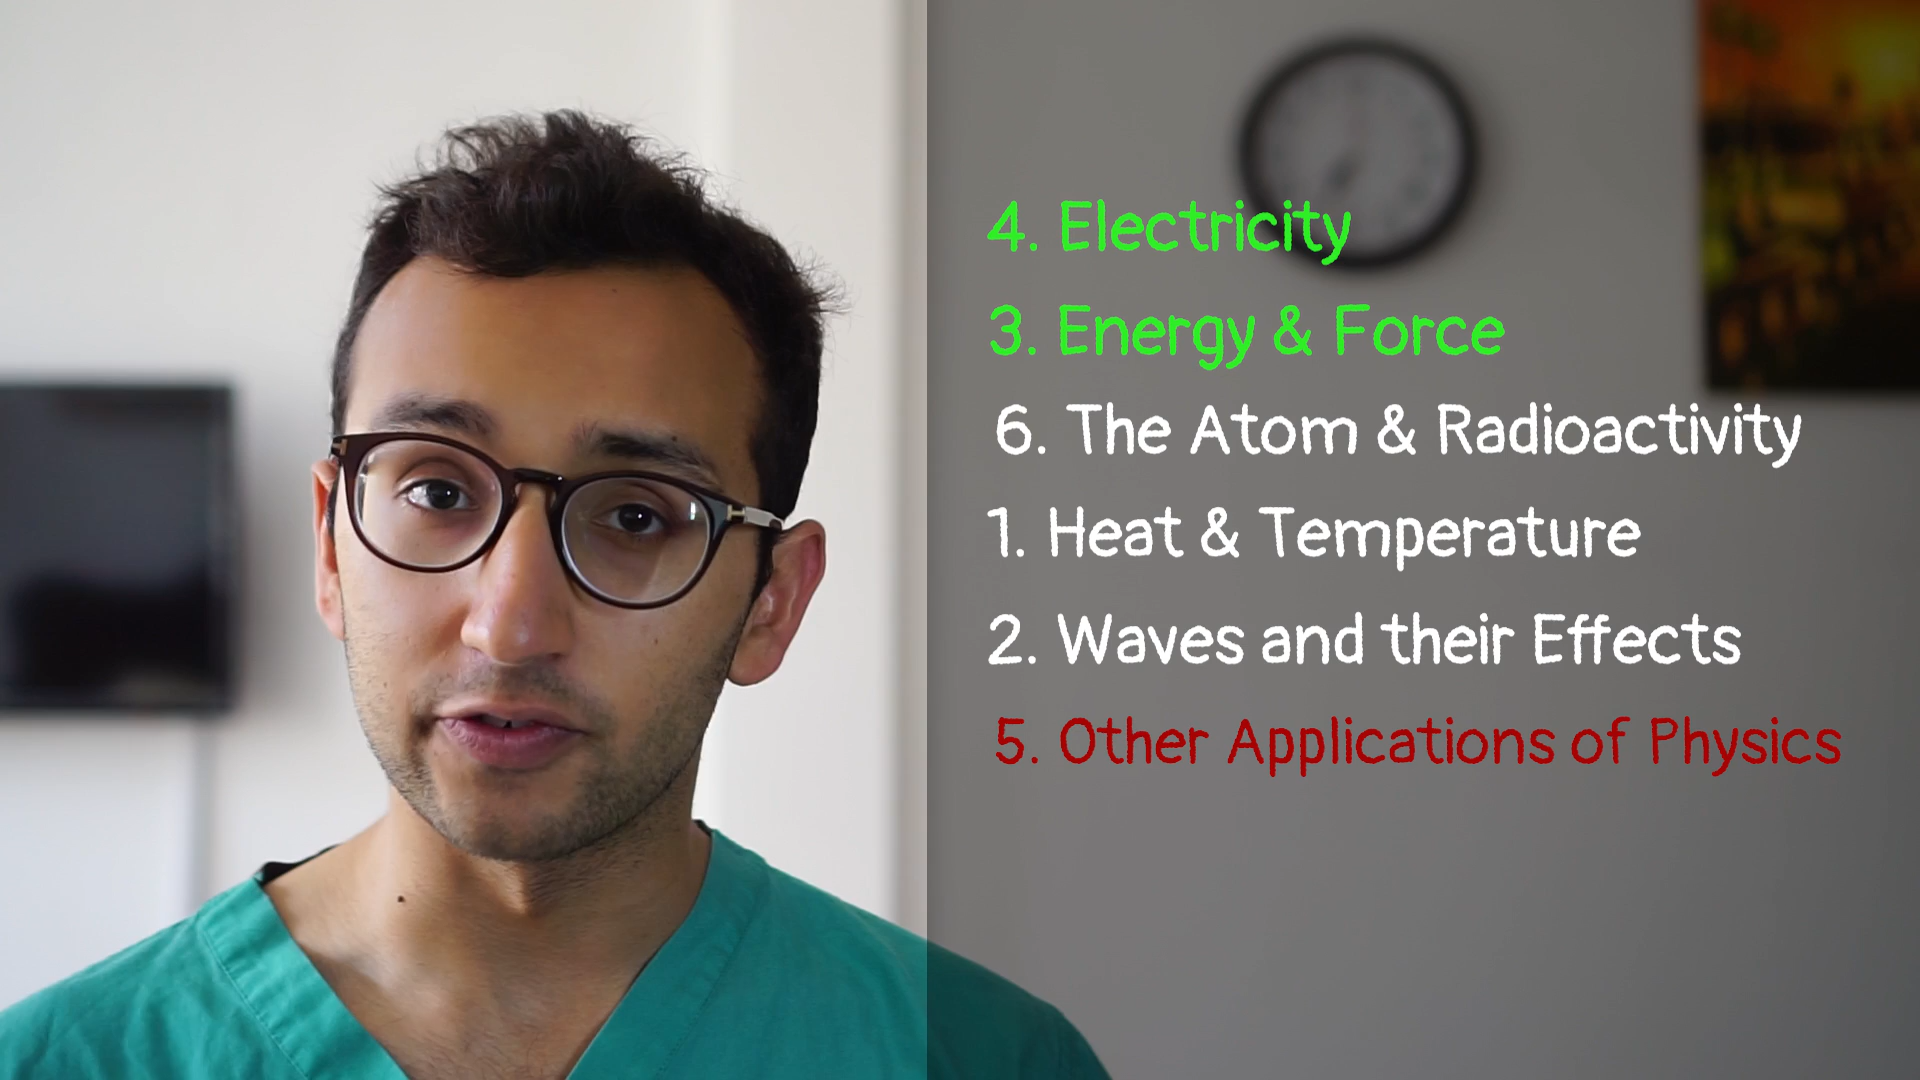 4. Electricity
3. Energy & Force
6. The Atom & Radioactivity
1. Heat & Temperature
2. Waves and their Effects
5. Other Applications of Physics